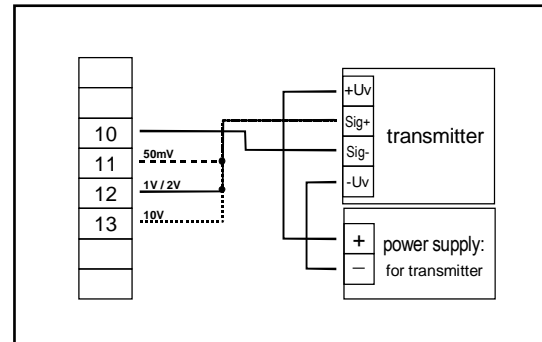 10
11
12
13
50mV
1V / 2V
10V
+Uv
Sig+
Sig-
-Uv
transmitter
+
−
power supply:
for transmitter